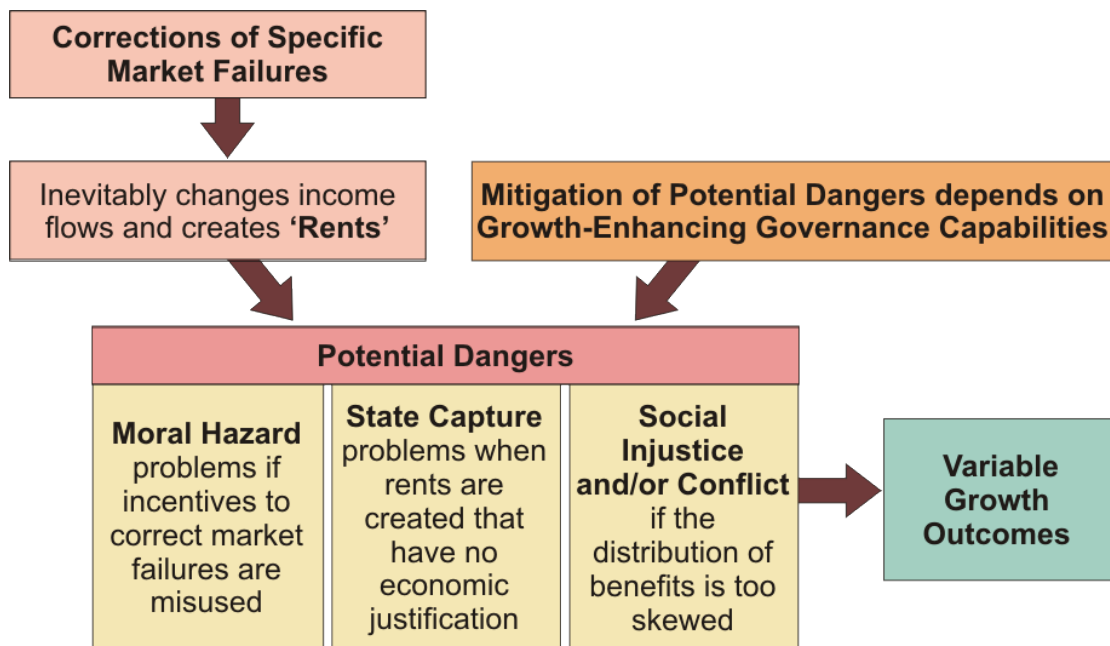 Corrections of Specific
Market Failures
Inevitably changes income
flows and creates ‘Rents’
Mitigation of Potential Dangers depends on
Growth-Enhancing Governance Capabilities
Potential Dangers
Moral Hazard
problems if
incentives to
correct market
failures are
misused
State Capture
problems when
rents are
created that
have no
economic
justification
Social
Injustice
and/or Conflict
if the
distribution of
benefits is too
skewed
Variable
Growth
Outcomes